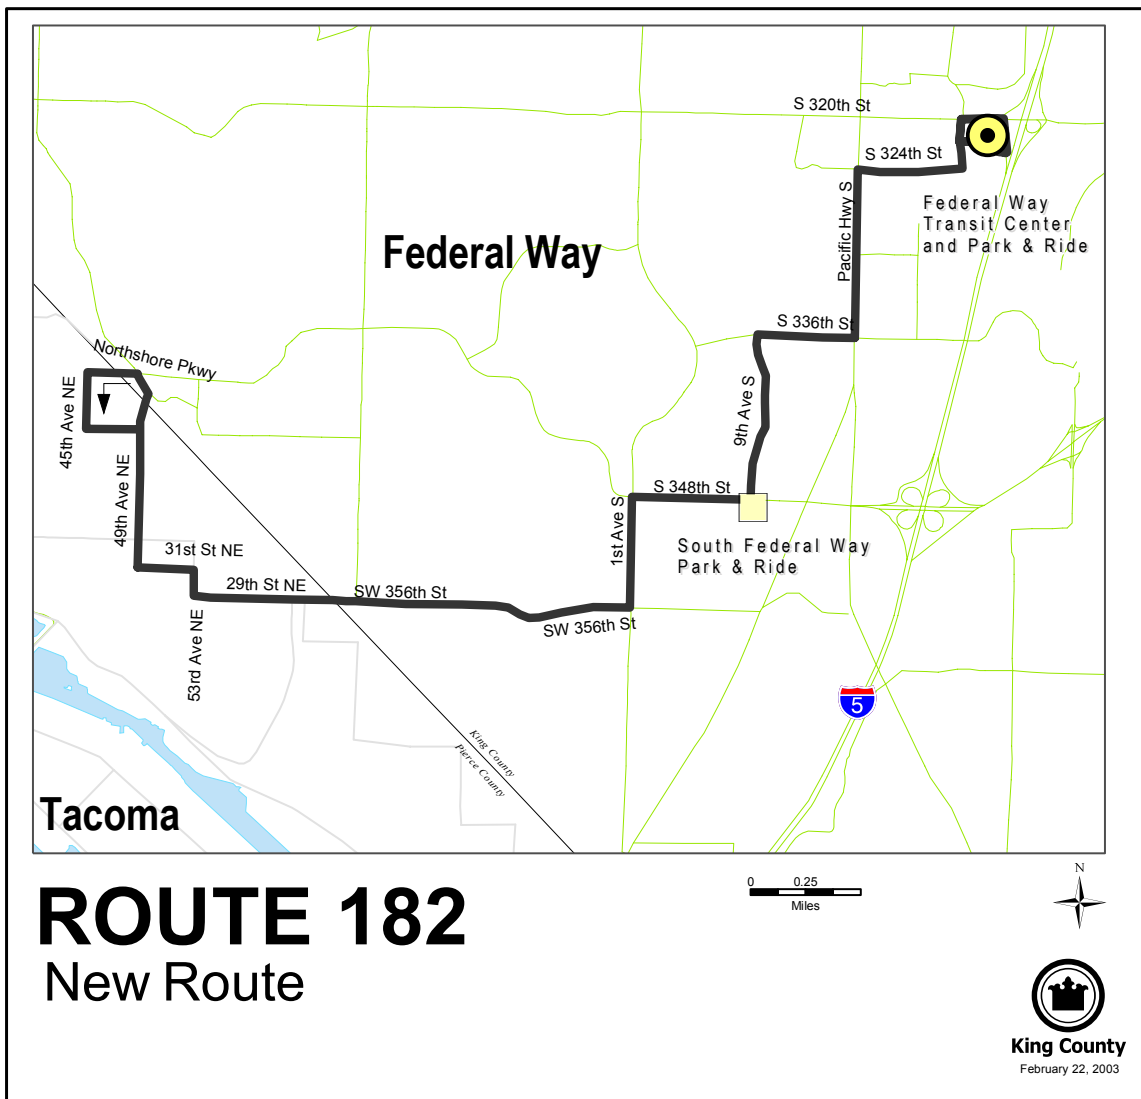 S 320th St
S 324th St
Pacific Hwy S
Federal Way
Transit Center
and Park & Ride
Federal Way
S 336th St
Northshore Pkwy
45th Ave NE
9th Ave S
49th Ave NE
S 348th St
1st Ave S
South Federal Way
Park & Ride
31st St NE
29th St NE
SW 356th St
SW 356th St
53rd Ave NE
5
King County
Pierce County
Tacoma
ROUTE 182
New Route
0 0.25
Miles
N
King County
February 22, 2003